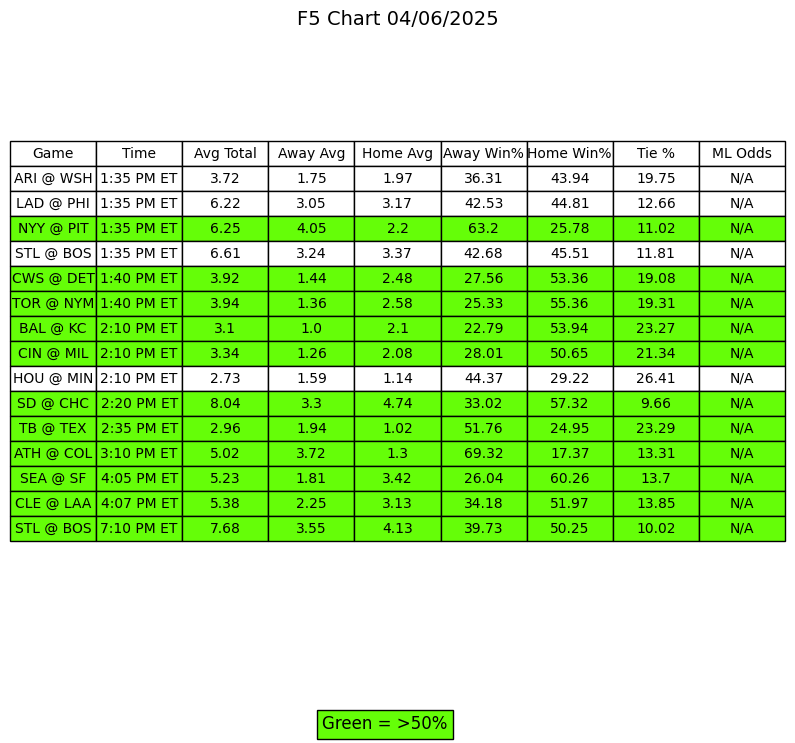 F5 Chart 04/06/2025
Game Time Avg Total Away Avg Home Avg Away Win% Home Win% Tie % ML Odds
ARI @ WSH 1:35 PM ET 3.72 1.75 1.97 36.31 43.94 19.75 N/A
LAD @ PHI 1:35 PM ET 6.22 3.05 3.17 42.53 44.81 12.66 N/A
NYY @ PIT 1:35 PM ET 6.25 4.05 2.2 63.2 25.78 11.02 N/A
STL @ BOS 1:35 PM ET 6.61 3.24 3.37 42.68 45.51 11.81 N/A
CWS @ DET 1:40 PM ET 3.92 1.44 2.48 27.56 53.36 19.08 N/A
TOR @ NYM 1:40 PM ET 3.94 1.36 2.58 25.33 55.36 19.31 N/A
BAL @ KC 2:10 PM ET 3.1 1.0 2.1 22.79 53.94 23.27 N/A
CIN @ MIL 2:10 PM ET 3.34 1.26 2.08 28.01 50.65 21.34 N/A
HOU @ MIN 2:10 PM ET 2.73 1.59 1.14 44.37 29.22 26.41 N/A
SD @ CHC 2:20 PM ET 8.04 3.3 4.74 33.02 57.32 9.66 N/A
TB @ TEX 2:35 PM ET 2.96 1.94 1.02 51.76 24.95 23.29 N/A
ATH @ COL 3:10 PM ET 5.02 3.72 1.3 69.32 17.37 13.31 N/A
SEA @ SF 4:05 PM ET 5.23 1.81 3.42 26.04 60.26 13.7 N/A
CLE @ LAA 4:07 PM ET 5.38 2.25 3.13 34.18 51.97 13.85 N/A
STL @ BOS 7:10 PM ET 7.68 3.55 4.13 39.73 50.25 10.02 N/A
Green = >50%